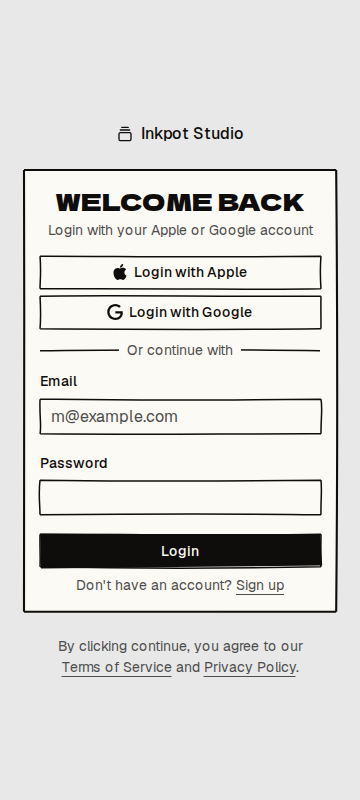 Inkpot Studio
WELCOME BACK
Login with your Apple or Google account
Login with Apple
Login with Google
Or continue with
Email
m@example.com
Password
Login
Don't have an account? Sign up
By clicking continue, you agree to our
Terms of Service and Privacy Policy.